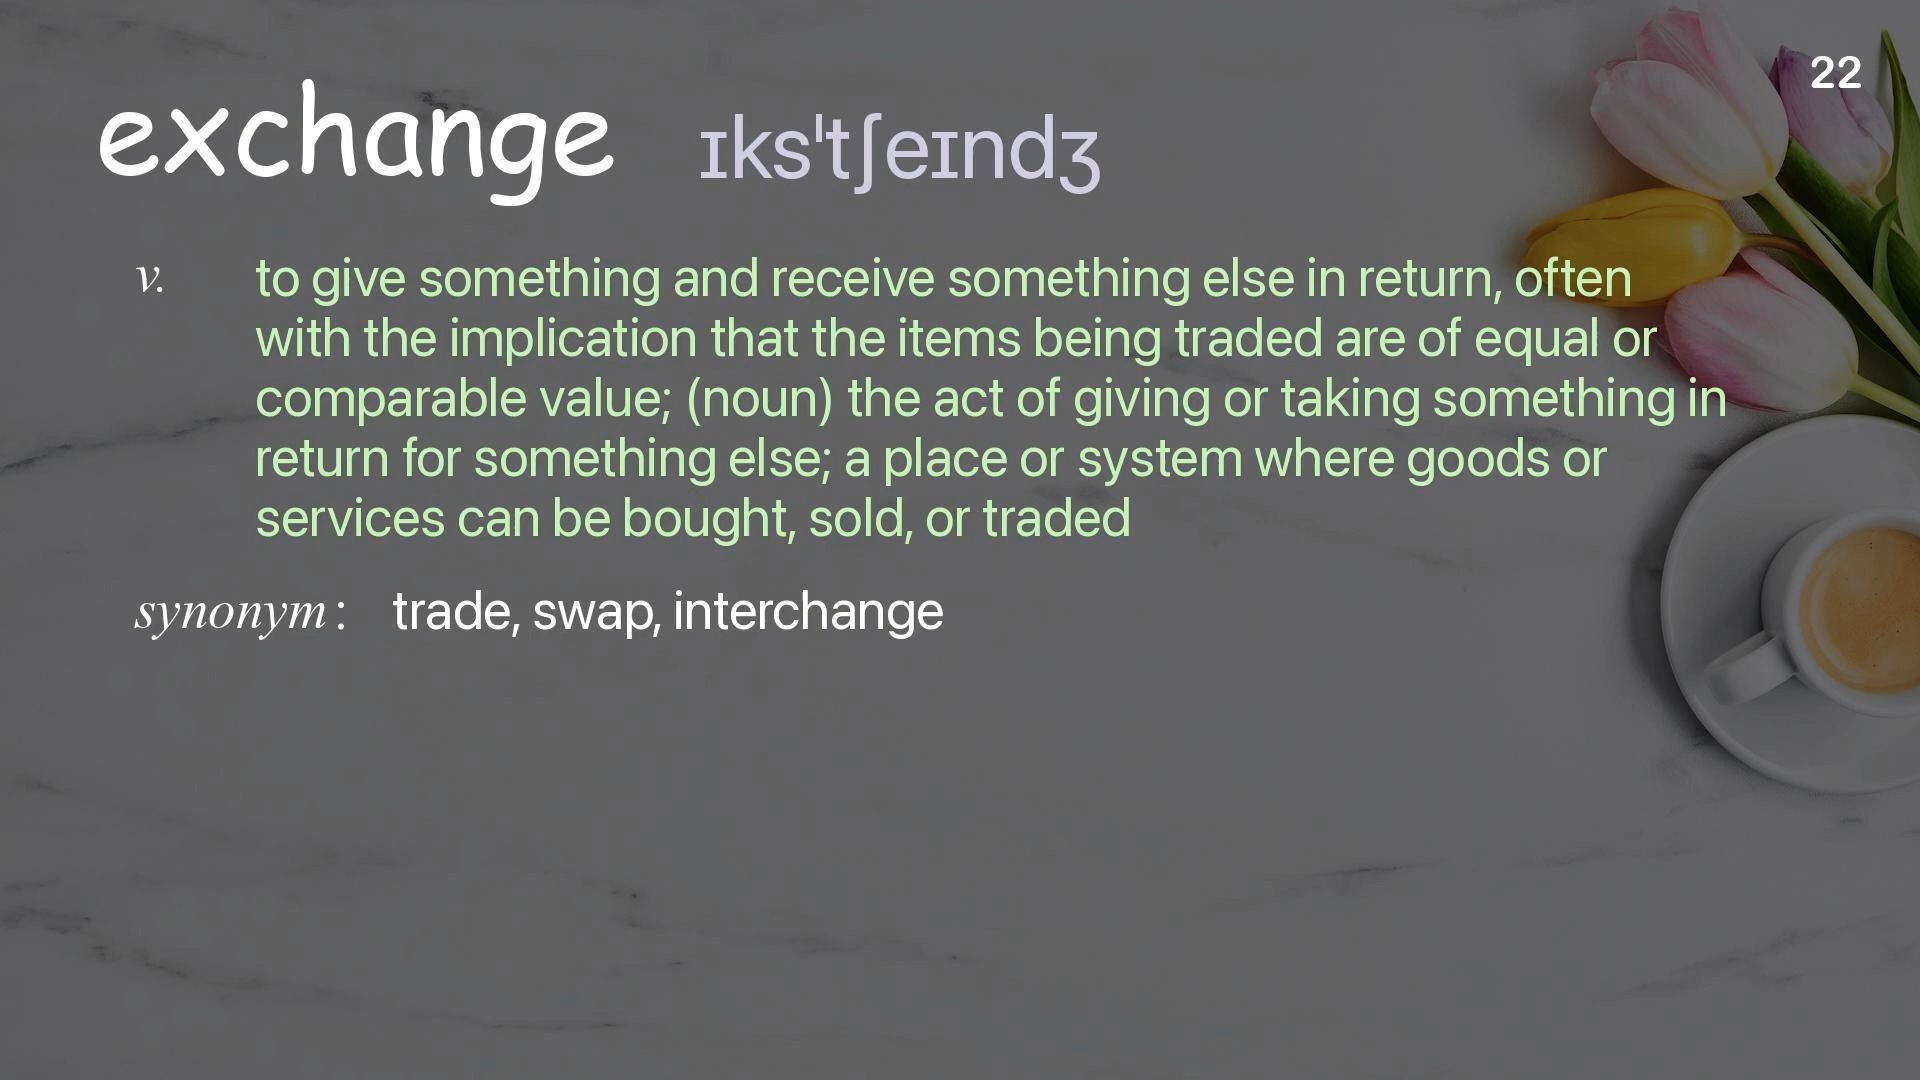 22
exchange ɪksˈtʃeɪndʒ
v. to give something and receive something else in return, often
with the implication that the items being traded are of equal or
comparable value; (noun) the act of giving or taking something in
return for something else; a place or system where goods or
services can be bought, sold, or traded
synonym: trade, swap, interchange